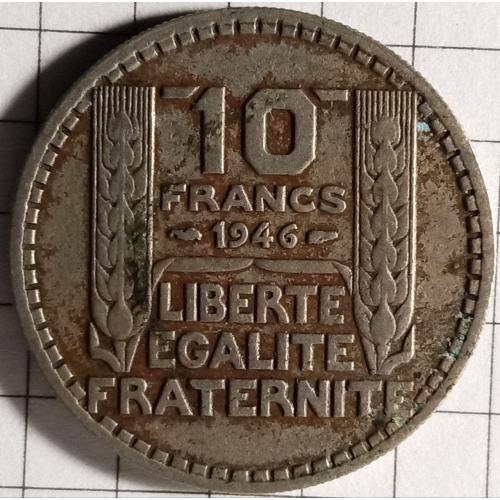 10
FRANCS
1946
LIBERTE
EGALITE
FRATERNITE